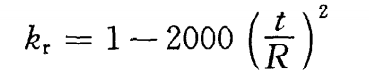 k_r = 1 − 2000 (t/R)^2